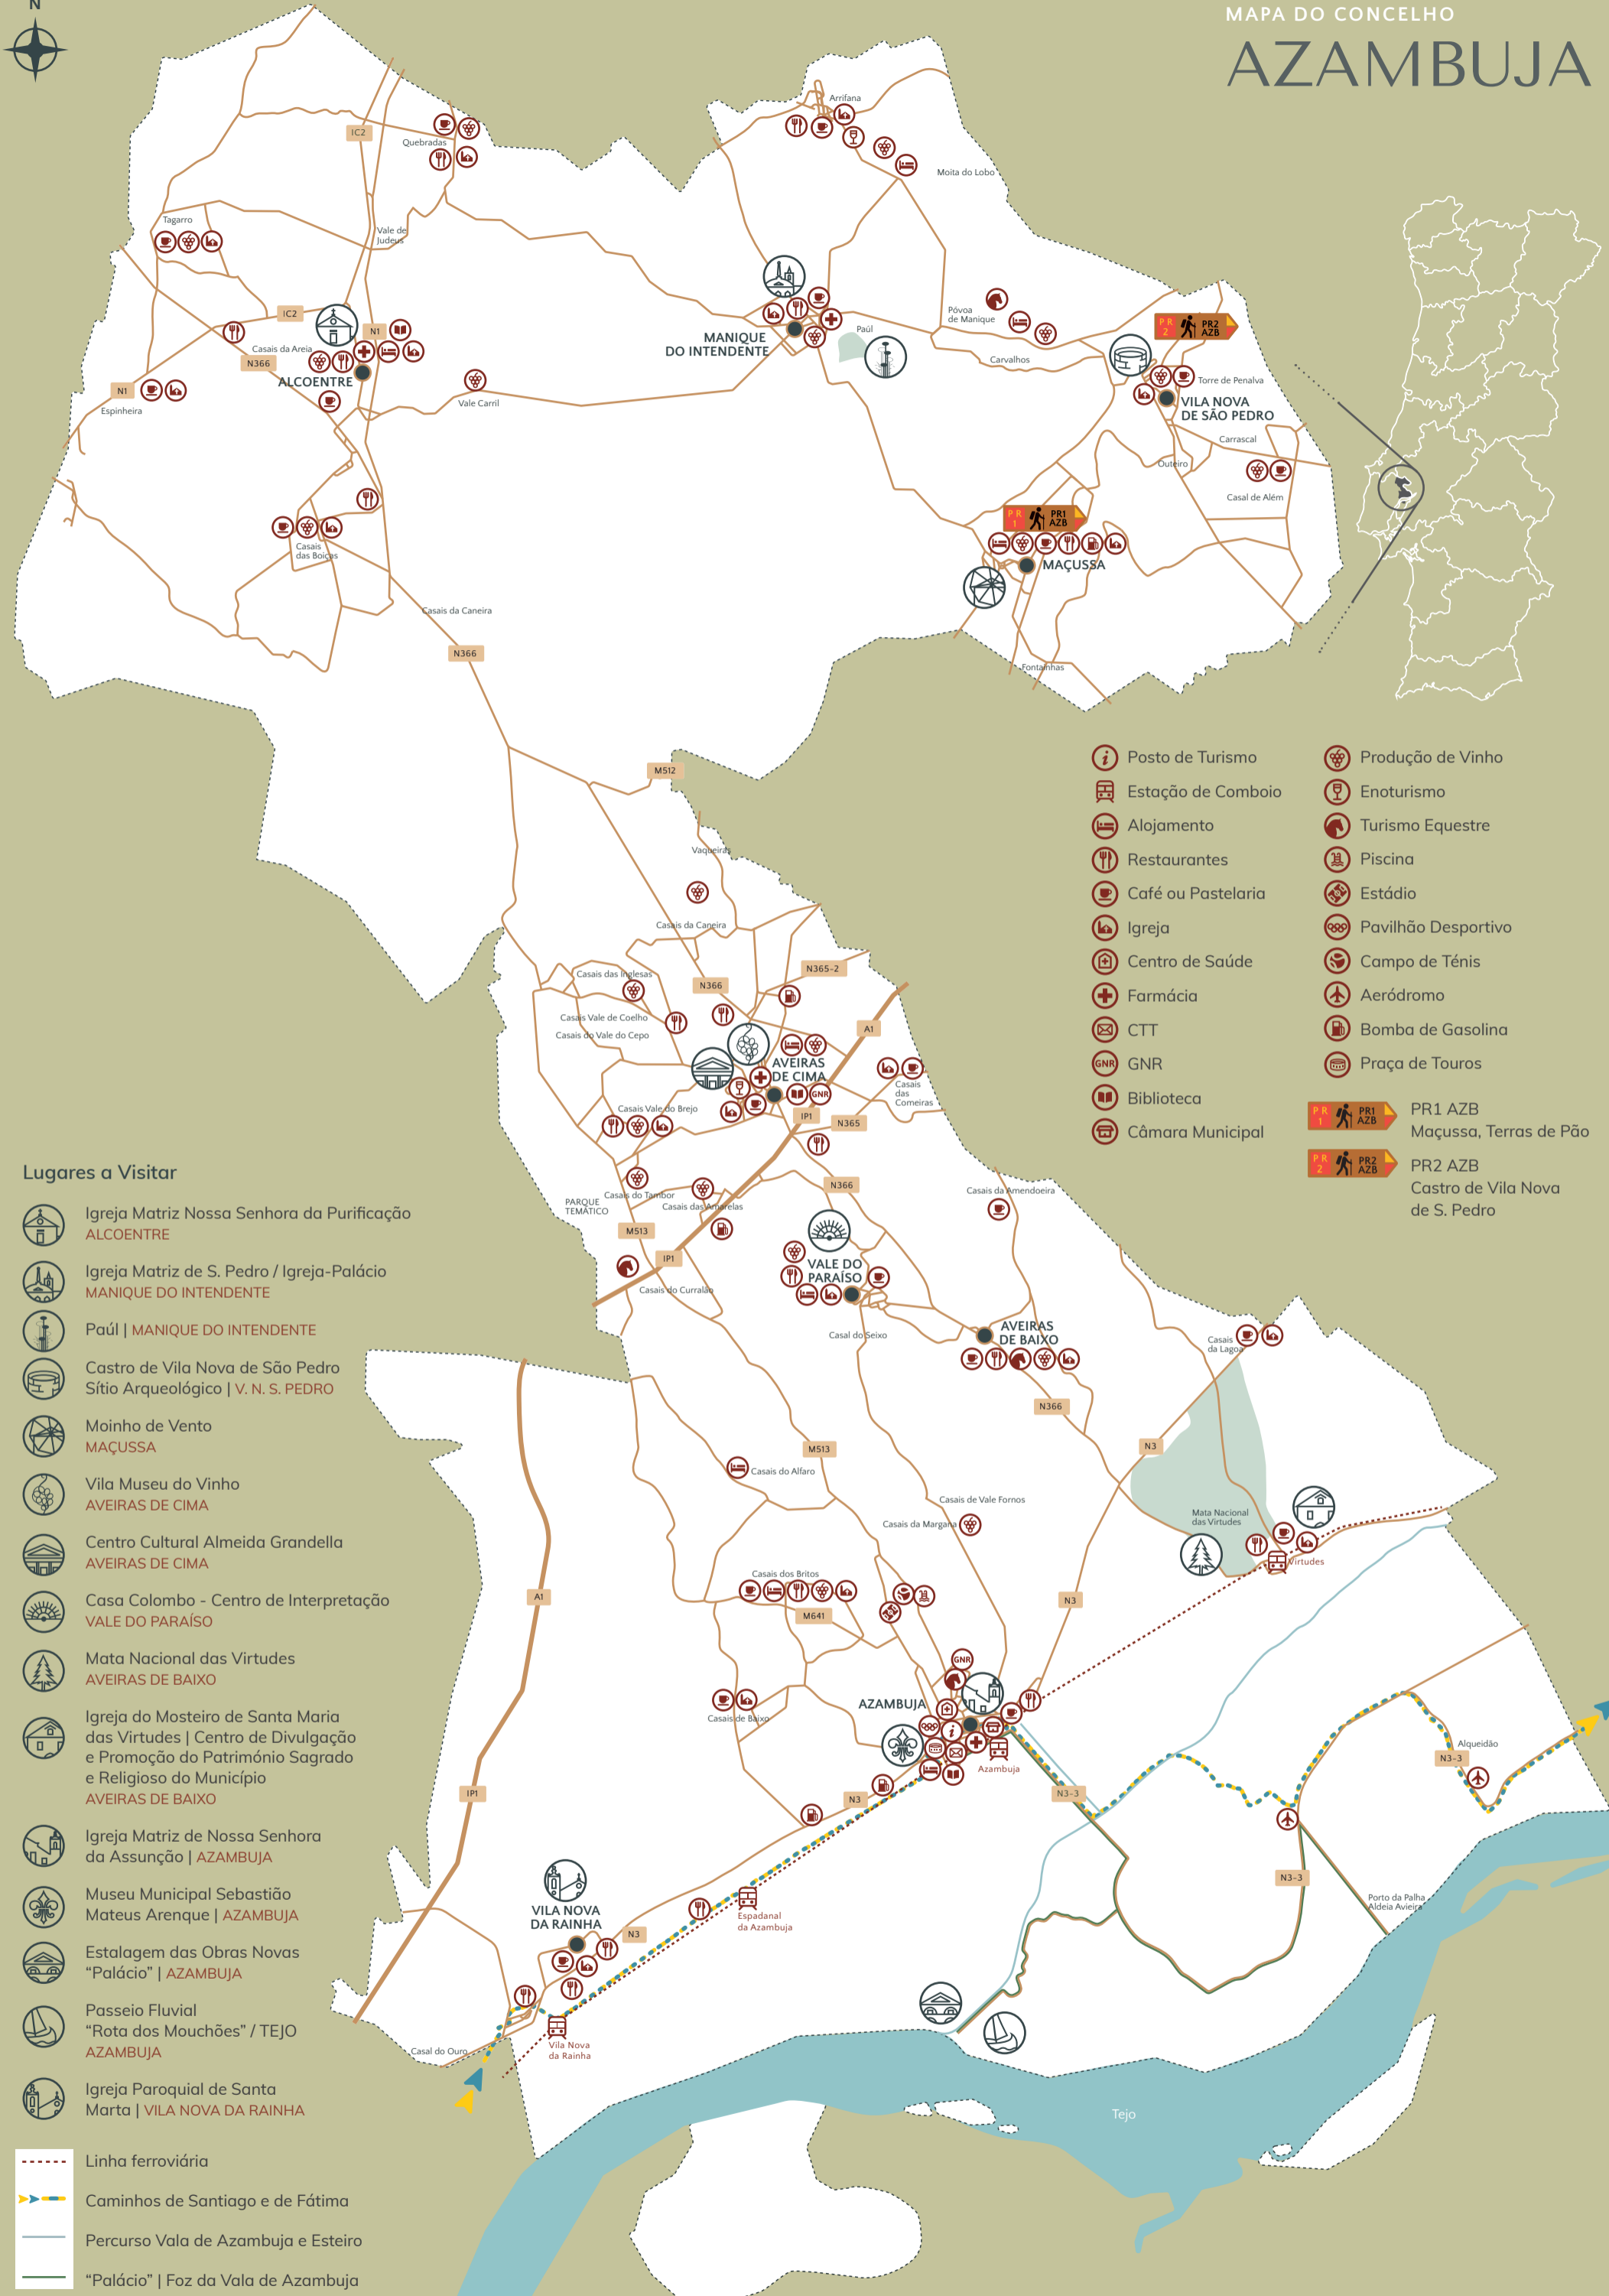 N
MAPA DO CONCELHO
AZAMBUJA
Arrifana
IC2
Quebradas
Moita do Lobo
Tagarro
Vale de
Judeus
IC2
N1
Casais da Areia
N366
ALCOENTRE
N1
Espinheira
Vale Carril
MANIQUE
DO INTENDENTE
Paúl
Póvoa
de Manique
Carvalhos
PR
2
PR2
AZB
Torre de Penalva
VILA NOVA
DE SÃO PEDRO
Carrascal
Outeiro
Casal de Além
PR
1
PR1
AZB
MAÇUSSA
Fontaínhas
Casais
das Boiças
Casais da Caneira
N366
M512
Vaqueiras
Casais da Caneira
N365-2
Casais das Inglesas
N366
Casais Vale de Coelho
Casais do Vale do Cepo
A1
AVEIRAS
DE CIMA
GNR
Casais
das
Comeiras
Casais Vale do Brejo
IP1
N365
N366
Casais do Tambor
PARQUE
TEMÁTICO
Casais das Amarelas
M513
IP1
Casais do Curralão
VALE DO
PARAÍSO
Casal do Seixo
Casais da Amendoeira
AVEIRAS
DE BAIXO
N366
Casais
da Lagoa
N3
M513
Casais do Alfaro
Casais de Vale Fornos
Casais da Margana
Mata Nacional
das Virtudes
Virtudes
A1
Casais dos Britos
M641
N3
GNR
AZAMBUJA
Casais de Baixo
Azambuja
N3
N3-3
Alqueidão
N3-3
N3-3
Porto da Palha
Aldeia Avieira
IP1
VILA NOVA
DA RAINHA
N3
Espadanal
da Azambuja
Casal do Ouro
Vila Nova
da Rainha
Tejo
Posto de Turismo
Estação de Comboio
Alojamento
Restaurantes
Café ou Pastelaria
Igreja
Centro de Saúde
Farmácia
CTT
GNR GNR
Biblioteca
Câmara Municipal
Produção de Vinho
Enoturismo
Turismo Equestre
Piscina
Estádio
Pavilhão Desportivo
Campo de Ténis
Aeródromo
Bomba de Gasolina
Praça de Touros
PR
1
PR1
AZB
PR1 AZB
Maçussa, Terras de Pão
PR
2
PR2
AZB
PR2 AZB
Castro de Vila Nova
de S. Pedro
Lugares a Visitar
Igreja Matriz Nossa Senhora da Purificação
ALCOENTRE
Igreja Matriz de S. Pedro / Igreja-Palácio
MANIQUE DO INTENDENTE
Paúl | MANIQUE DO INTENDENTE
Castro de Vila Nova de São Pedro
Sítio Arqueológico | V. N. S. PEDRO
Moinho de Vento
MAÇUSSA
Vila Museu do Vinho
AVEIRAS DE CIMA
Centro Cultural Almeida Grandella
AVEIRAS DE CIMA
Casa Colombo - Centro de Interpretação
VALE DO PARAÍSO
Mata Nacional das Virtudes
AVEIRAS DE BAIXO
Igreja do Mosteiro de Santa Maria
das Virtudes | Centro de Divulgação
e Promoção do Património Sagrado
e Religioso do Município
AVEIRAS DE BAIXO
Igreja Matriz de Nossa Senhora
da Assunção | AZAMBUJA
Museu Municipal Sebastião
Mateus Arenque | AZAMBUJA
Estalagem das Obras Novas
“Palácio” | AZAMBUJA
Passeio Fluvial
“Rota dos Mouchões” / TEJO
AZAMBUJA
Igreja Paroquial de Santa
Marta | VILA NOVA DA RAINHA
Linha ferroviária
Caminhos de Santiago e de Fátima
Percurso Vala de Azambuja e Esteiro
“Palácio” | Foz da Vala de Azambuja